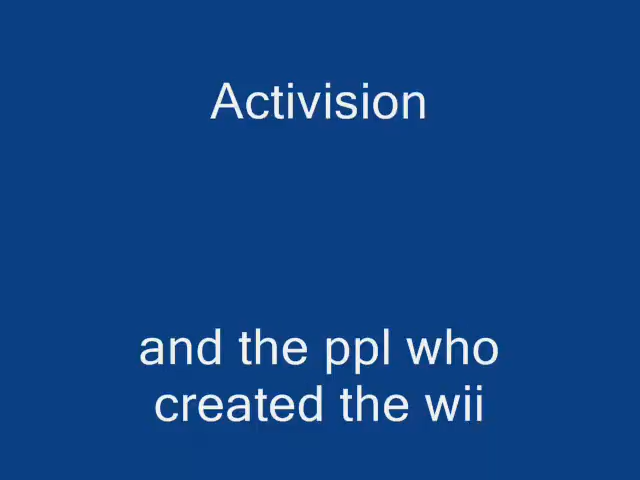 Activision
and the ppl who
created the wii